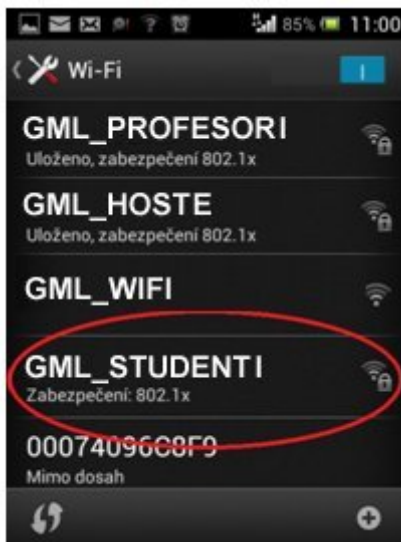 85% 11:00
Wi-Fi
GML_PROFESORI
Uloženo, zabezpečení 802.1x
GML_HOSTE
Uloženo, zabezpečení 802.1x
GML_WIFI
GML_STUDENTI
Zabezpečení: 802.1x
00074096C8F9
Mimo dosah